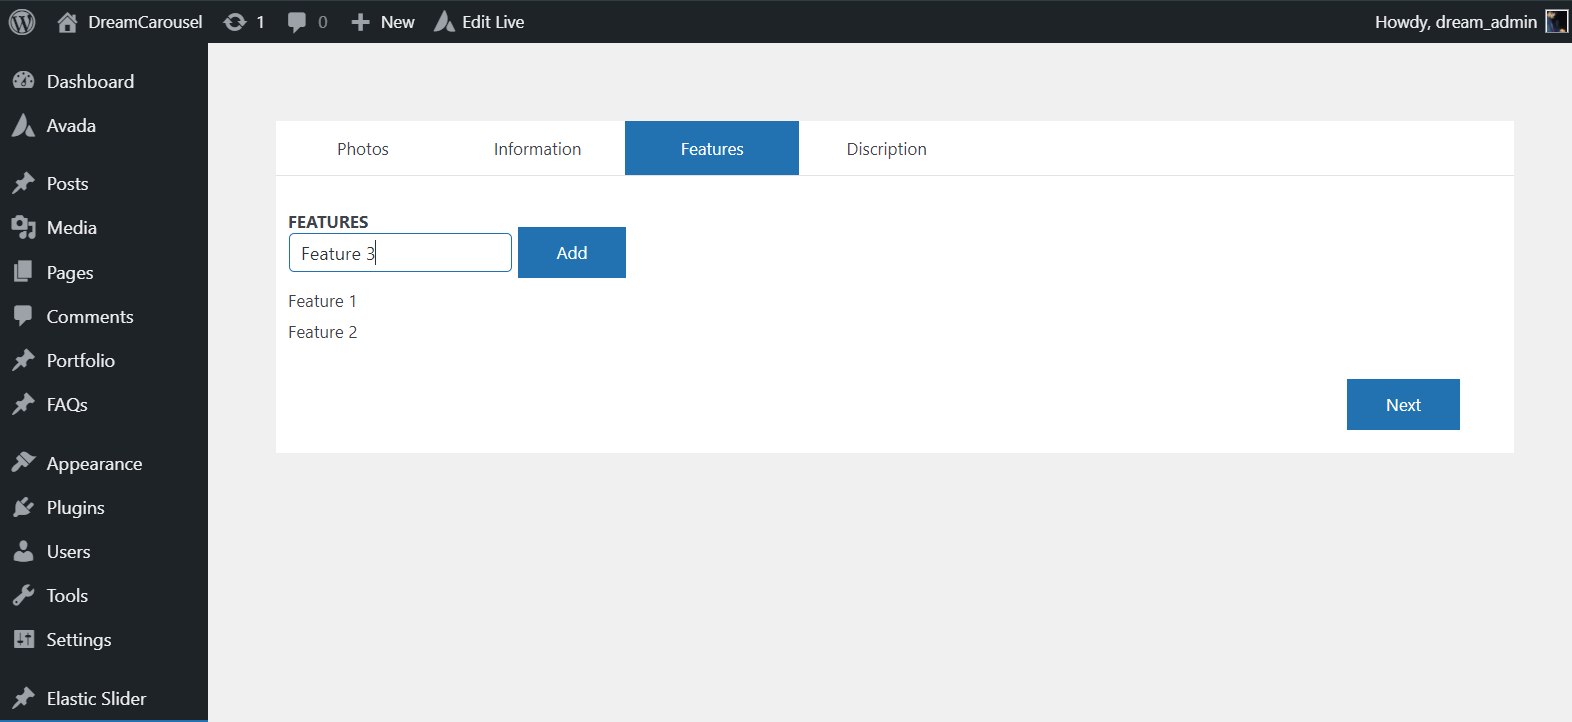 DreamCarousel 1 0 New Edit Live Howdy, dream_admin
Dashboard
Avada
Posts
Media
Pages
Comments
Portfolio
FAQs
Appearance
Plugins
Users
Tools
Settings
Elastic Slider
Photos Information Features Discription
FEATURES
Feature 3 Add
Feature 1
Feature 2
Next